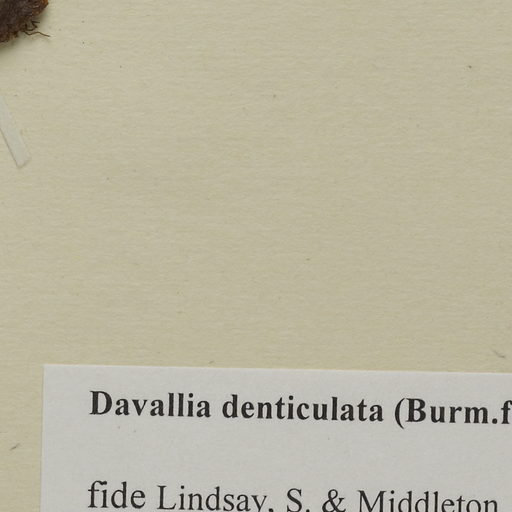 Davallia denticulata (Burm.f
fide Lindsay, S. & Middleton